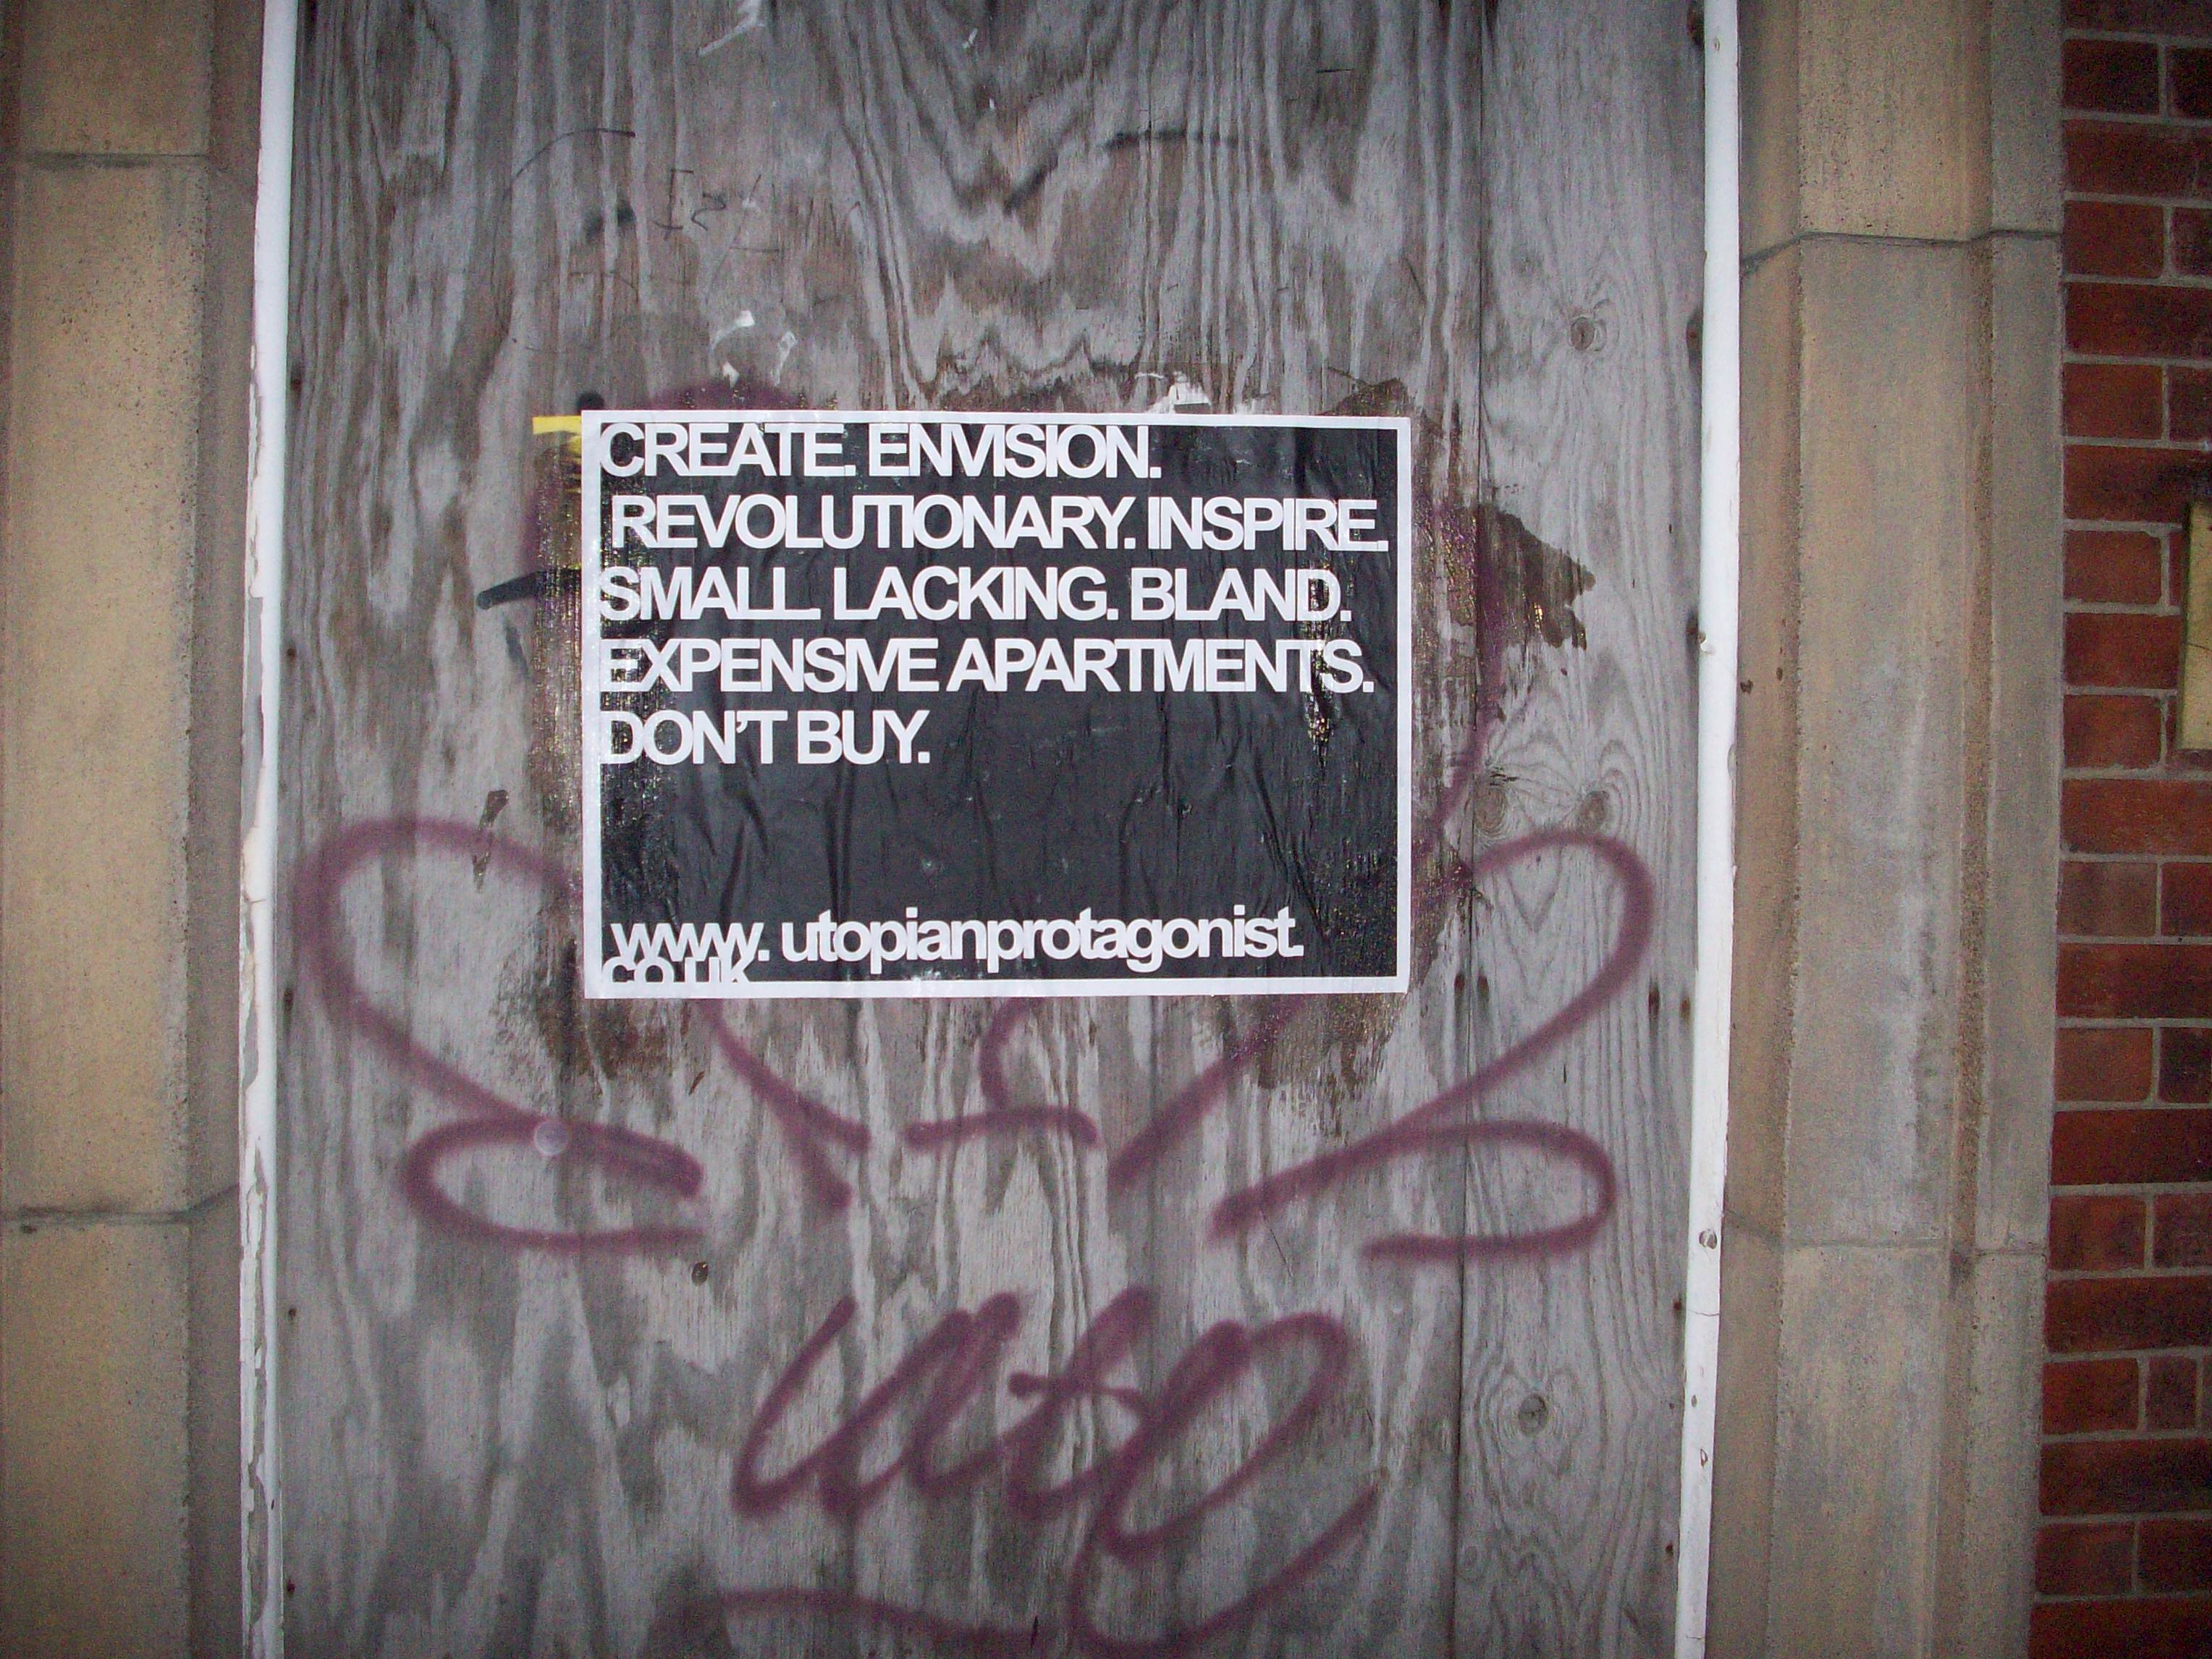 CREATE. ENVISION.
REVOLUTIONARY. INSPIRE.
SMALL. LACKING. BLAND.
EXPENSIVE APARTMENTS.
DON'T BUY.
www. utopianprotagonist.
co.uk